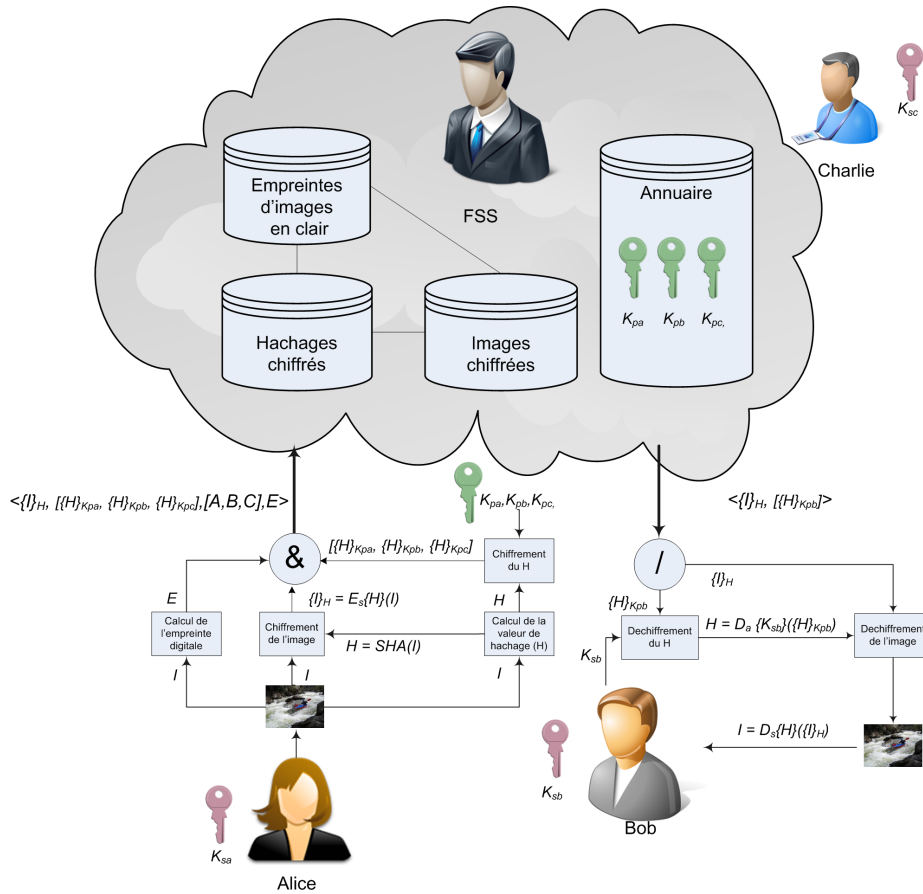 K_sc
Charlie
FSS
Empreintes
d'images
en clair
Annuaire
K_pa
K_pb
K_pc,
Hachages
chiffrés
Images
chiffrées
<{I}_H, [{H}_Kpa, {H}_Kpb, {H}_Kpc],[A,B,C],E>
K_pa,K_pb,K_pc,
<{I}_H, [{H}_Kpb]>
[{H}_Kpa, {H}_Kpb, {H}_Kpc]
&
Chiffrement
du H
/
{I}_H
E
{I}_H = E_s{H}(I)
H
{H}_Kpb
Calcul de
l'empreinte
digitale
Chiffrement
de l'image
H = SHA(I)
Calcul de la
valeur de
hachage (H)
Dechiffrement
du H
H = D_a {K_sb}({H}_Kpb)
Dechiffrement
de l'image
K_sb
I
I
I
I = D_s{H}({I}_H)
K_sb
Bob
K_sa
Alice